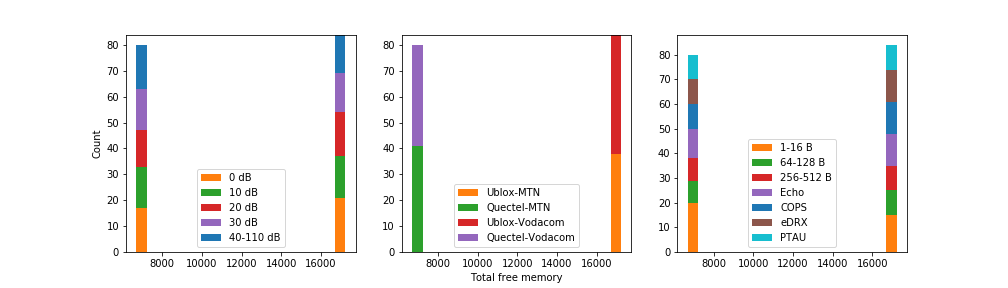 Count
80
70
60
50
40
30
20
10
0
0 dB
10 dB
20 dB
30 dB
40-110 dB
8000 10000 12000 14000 16000
80
70
60
50
40
30
20
10
0
Ublox-MTN
Quectel-MTN
Ublox-Vodacom
Quectel-Vodacom
8000 10000 12000 14000 16000
Total free memory
80
70
60
50
40
30
20
10
0
1-16 B
64-128 B
256-512 B
Echo
COPS
eDRX
PTAU
8000 10000 12000 14000 16000